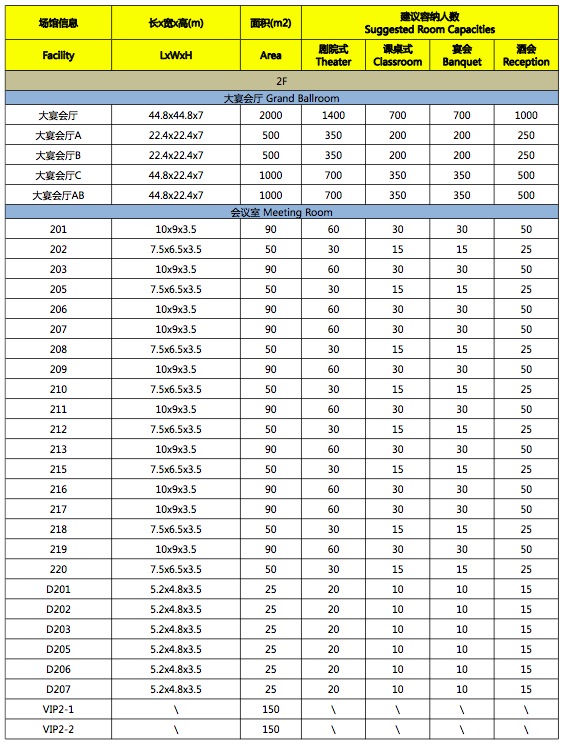 场馆信息 长x宽x高(m) 面积(m2) 建议容纳人数
Suggested Room Capacities
Facility LxWxH Area 剧院式 Theater 课桌式 Classroom 宴会 Banquet 酒会 Reception
2F
大宴会厅 Grand Ballroom
大宴会厅 44.8x44.8x7 2000 1400 700 700 1000
大宴会厅A 22.4x22.4x7 500 350 200 200 250
大宴会厅B 22.4x22.4x7 500 350 200 200 250
大宴会厅C 44.8x22.4x7 1000 700 350 350 500
大宴会厅AB 44.8x22.4x7 1000 700 350 350 500
会议室 Meeting Room
201 10x9x3.5 90 60 30 30 50
202 7.5x6.5x3.5 50 30 15 15 25
203 10x9x3.5 90 60 30 30 50
205 7.5x6.5x3.5 50 30 15 15 25
206 10x9x3.5 90 60 30 30 50
207 10x9x3.5 90 60 30 30 50
208 7.5x6.5x3.5 50 30 15 15 25
209 10x9x3.5 90 60 30 30 50
210 7.5x6.5x3.5 50 30 15 15 25
211 10x9x3.5 90 60 30 30 50
212 7.5x6.5x3.5 50 30 15 15 25
213 10x9x3.5 90 60 30 30 50
215 7.5x6.5x3.5 50 30 15 15 25
216 10x9x3.5 90 60 30 30 50
217 10x9x3.5 90 60 30 30 50
218 7.5x6.5x3.5 50 30 15 15 25
219 10x9x3.5 90 60 30 30 50
220 7.5x6.5x3.5 50 30 15 15 25
D201 5.2x4.8x3.5 25 20 10 10 15
D202 5.2x4.8x3.5 25 20 10 10 15
D203 5.2x4.8x3.5 25 20 10 10 15
D205 5.2x4.8x3.5 25 20 10 10 15
D206 5.2x4.8x3.5 25 20 10 10 15
D207 5.2x4.8x3.5 25 20 10 10 15
VIP2-1 \ 150 \ \ \ \
VIP2-2 \ 150 \ \ \ \